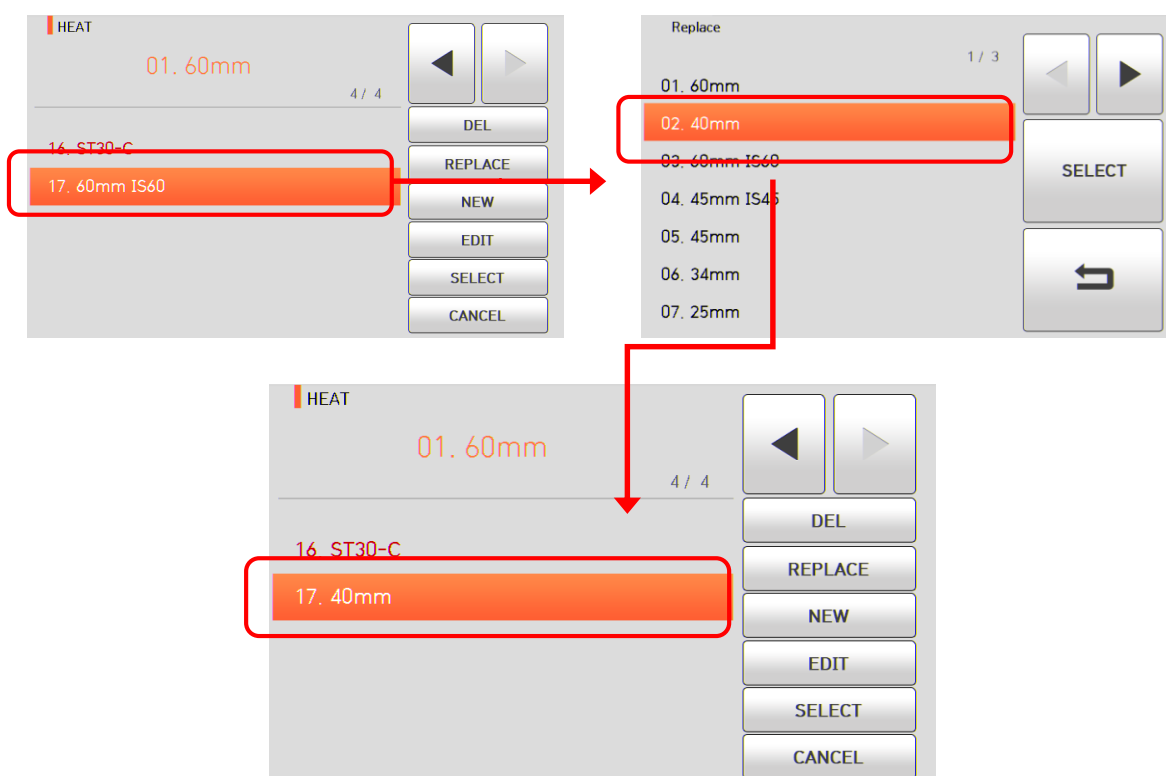 HEAT
01. 60mm
4 / 4
16. ST30-C
17. 60mm IS60
DEL
REPLACE
NEW
EDIT
SELECT
CANCEL
Replace
1 / 3
01. 60mm
02. 40mm
03. 60mm IS60
04. 45mm IS45
05. 45mm
06. 34mm
07. 25mm
SELECT
HEAT
01. 60mm
4 / 4
16. ST30-C
17. 40mm
DEL
REPLACE
NEW
EDIT
SELECT
CANCEL